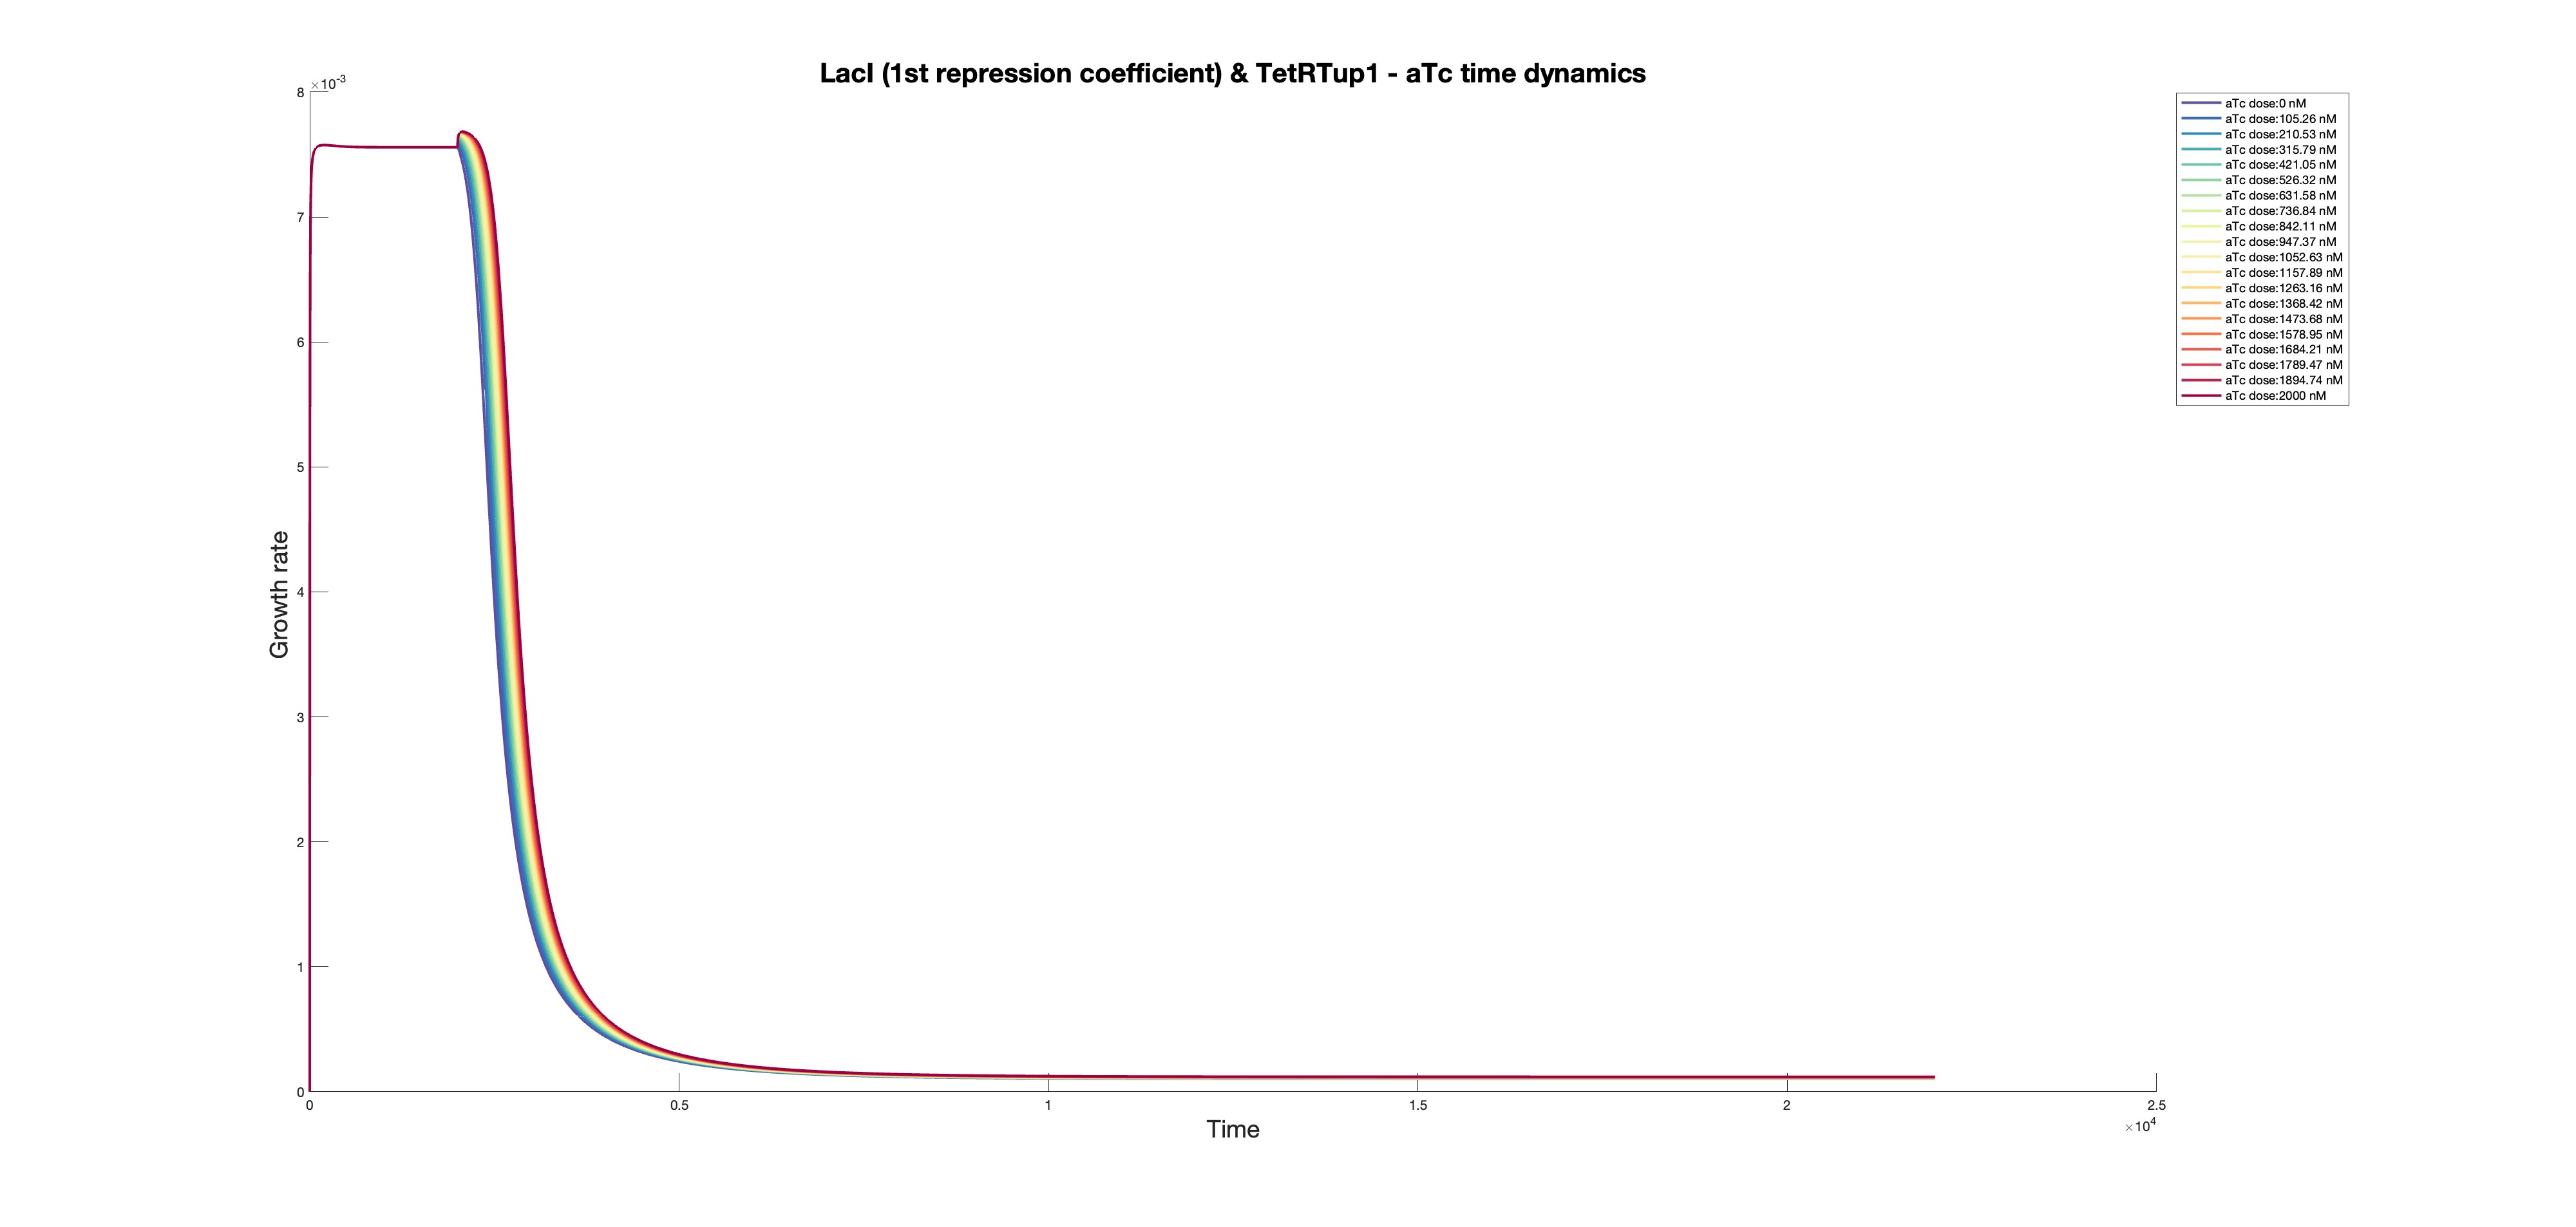 LacI (1st repression coefficient) & TetRTup1 - aTc time dynamics
×10-3
8
7
6
5
4
3
2
1
0
Growth rate
0
0.5
1
1.5
2
2.5
×104
Time
aTc dose:0 nM
aTc dose:105.26 nM
aTc dose:210.53 nM
aTc dose:315.79 nM
aTc dose:421.05 nM
aTc dose:526.32 nM
aTc dose:631.58 nM
aTc dose:736.84 nM
aTc dose:842.11 nM
aTc dose:947.37 nM
aTc dose:1052.63 nM
aTc dose:1157.89 nM
aTc dose:1263.16 nM
aTc dose:1368.42 nM
aTc dose:1473.68 nM
aTc dose:1578.95 nM
aTc dose:1684.21 nM
aTc dose:1789.47 nM
aTc dose:1894.74 nM
aTc dose:2000 nM